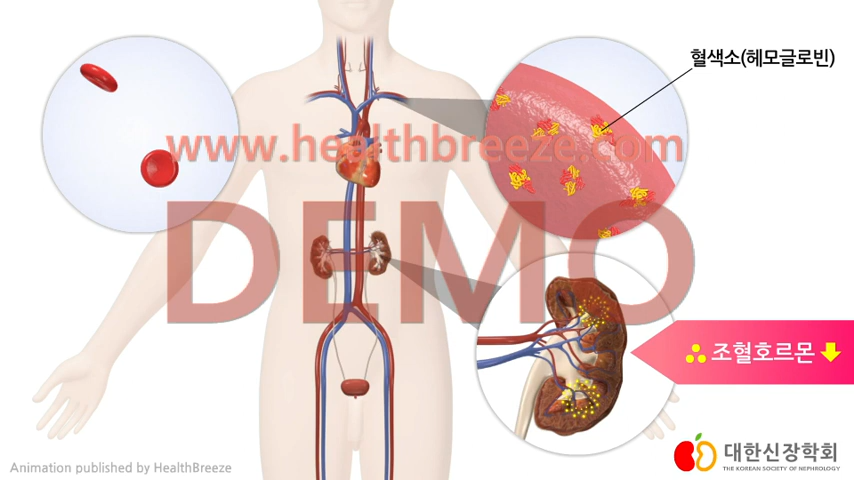 혈색소(헤모글로빈)
www.healthbreeze.com
DEMO
조혈호르몬
대한신장학회
THE KOREAN SOCIETY OF NEPHROLOGY
Animation published by HealthBreeze